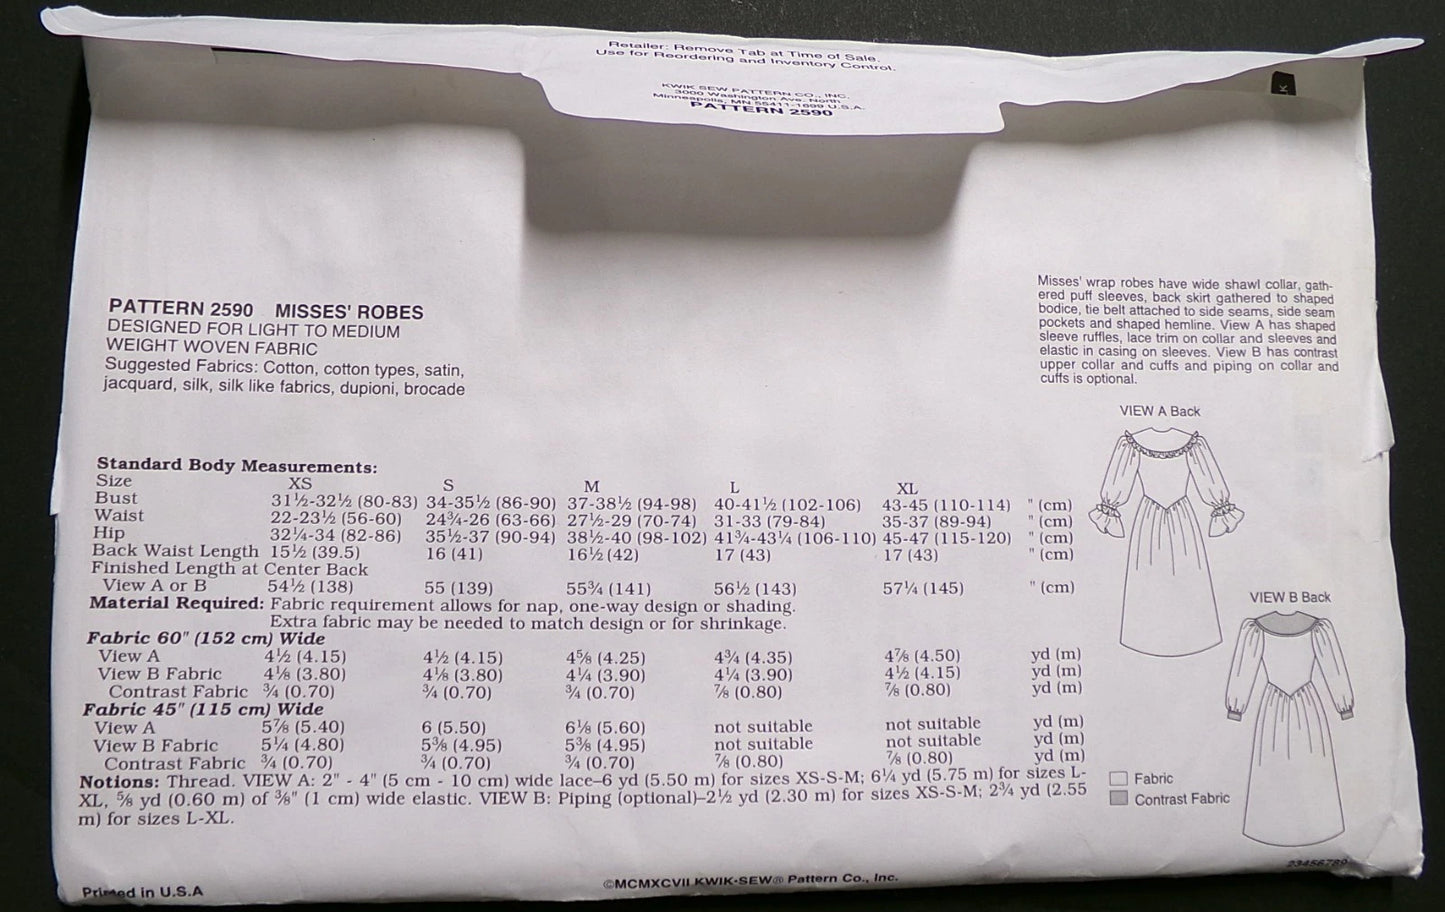 Retailer: Remove Tab at Time of Sale.
Use for Reordering and Inventory Control.
KWIK SEW PATTERN CO., INC.
3000 Washington Ave. North
Minneapolis, MN 55411-1699 U.S.A.
PATTERN 2590
K
PATTERN 2590 MISSES' ROBES
DESIGNED FOR LIGHT TO MEDIUM
WEIGHT WOVEN FABRIC
Suggested Fabrics: Cotton, cotton types, satin,
jacquard, silk, silk like fabrics, dupioni, brocade
Misses' wrap robes have wide shawl collar, gath-
ered puff sleeves, back skirt gathered to shaped
bodice, tie belt attached to side seams, side seam
pockets and shaped hemline. View A has shaped
sleeve ruffles, lace trim on collar and sleeves and
elastic in casing on sleeves. View B has contrast
upper collar and cuffs and piping on collar and
cuffs is optional.
VIEW A Back
VIEW B Back
Standard Body Measurements:
Size XS S M L XL
Bust 31½-32½ (80-83) 34-35½ (86-90) 37-38½ (94-98) 40-41½ (102-106) 43-45 (110-114) " (cm)
Waist 22-23½ (56-60) 24¾-26 (63-66) 27½-29 (70-74) 31-33 (79-84) 35-37 (89-94) " (cm)
Hip 32¼-34 (82-86) 35½-37 (90-94) 38½-40 (98-102) 41¾-43¼ (106-110) 45-47 (115-120) " (cm)
Back Waist Length 15½ (39.5) 16 (41) 16½ (42) 17 (43) 17 (43) " (cm)
Finished Length at Center Back
View A or B 54½ (138) 55 (139) 55¾ (141) 56½ (143) 57¼ (145) " (cm)
Material Required: Fabric requirement allows for nap, one-way design or shading.
Extra fabric may be needed to match design or for shrinkage.
Fabric 60" (152 cm) Wide
View A 4½ (4.15) 4½ (4.15) 4⅝ (4.25) 4¾ (4.35) 4⅞ (4.50) yd (m)
View B Fabric 4⅛ (3.80) 4⅛ (3.80) 4¼ (3.90) 4¼ (3.90) 4½ (4.15) yd (m)
Contrast Fabric ¾ (0.70) ¾ (0.70) ¾ (0.70) ⅞ (0.80) ⅞ (0.80) yd (m)
Fabric 45" (115 cm) Wide
View A 5⅞ (5.40) 6 (5.50) 6⅛ (5.60) not suitable not suitable yd (m)
View B Fabric 5¼ (4.80) 5⅜ (4.95) 5⅜ (4.95) not suitable not suitable yd (m)
Contrast Fabric ¾ (0.70) ¾ (0.70) ¾ (0.70) ⅞ (0.80) ⅞ (0.80) yd (m)
Notions: Thread. VIEW A: 2" - 4" (5 cm - 10 cm) wide lace–6 yd (5.50 m) for sizes XS-S-M; 6¼ yd (5.75 m) for sizes L-
XL, ⅝ yd (0.60 m) of ⅜" (1 cm) wide elastic. VIEW B: Piping (optional)–2½ yd (2.30 m) for sizes XS-S-M; 2¾ yd (2.55
m) for sizes L-XL.
Fabric
Contrast Fabric
23456789
Printed in U.S.A
©MCMXCVII KWIK·SEW® Pattern Co., Inc.